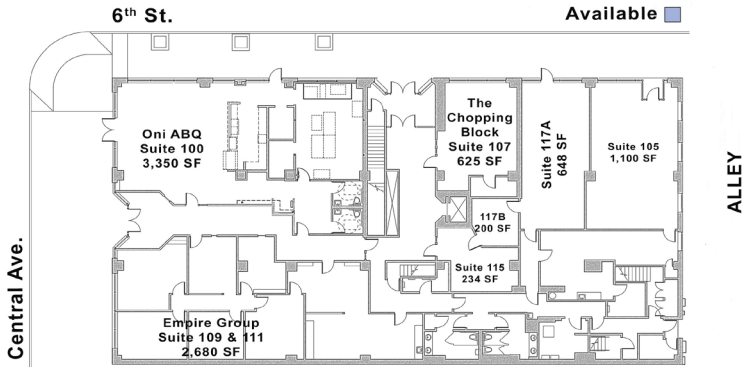 6th St.
Available
Oni ABQ
Suite 100
3,350 SF
The
Chopping
Block
Suite 107
625 SF
Suite 117A
648 SF
Suite 105
1,100 SF
117B
200 SF
Suite 115
234 SF
Empire Group
Suite 109 & 111
2,680 SF
Central Ave.
ALLEY